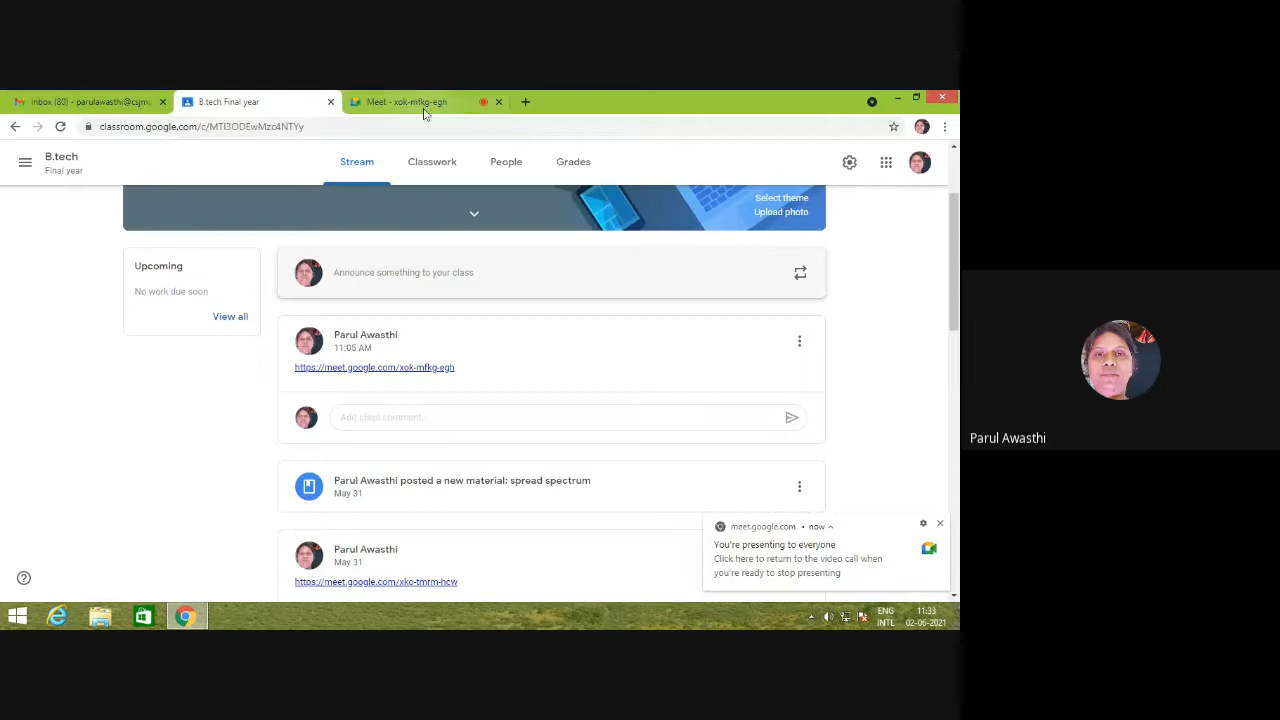 Inbox (80) - parulawasthi@csjmu
B.tech Final year
Meet - xok-mfkg-egh
classroom.google.com/c/MTI3ODEwMzc4NTYy
B.tech
Final year
Stream
Classwork
People
Grades
Select theme
Upload photo
Upcoming
No work due soon
View all
Announce something to your class
Parul Awasthi
11:05 AM
https://meet.google.com/xok-mfkg-egh
Add class comment...
Parul Awasthi posted a new material: spread spectrum
May 31
Parul Awasthi
May 31
https://meet.google.com/xko-tmrm-hcw
meet.google.com • now
You're presenting to everyone
Click here to return to the video call when
you're ready to stop presenting
ENG
INTL
11:33
02-06-2021
Parul Awasthi